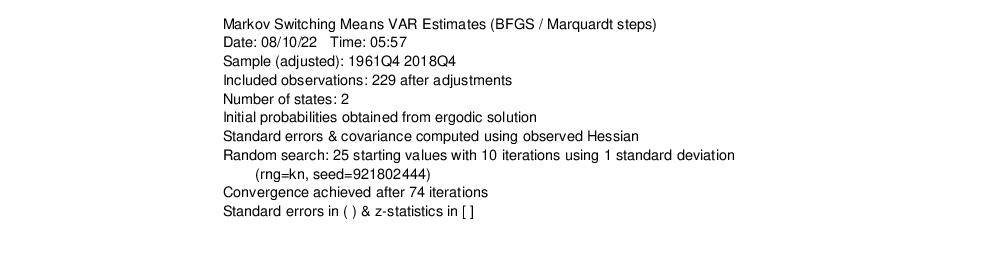 Markov Switching Means VAR Estimates (BFGS / Marquardt steps)
Date: 08/10/22   Time: 05:57
Sample (adjusted): 1961Q4 2018Q4
Included observations: 229 after adjustments
Number of states: 2
Initial probabilities obtained from ergodic solution
Standard errors & covariance computed using observed Hessian
Random search: 25 starting values with 10 iterations using 1 standard deviation
(rng=kn, seed=921802444)
Convergence achieved after 74 iterations
Standard errors in ( ) & z-statistics in [ ]